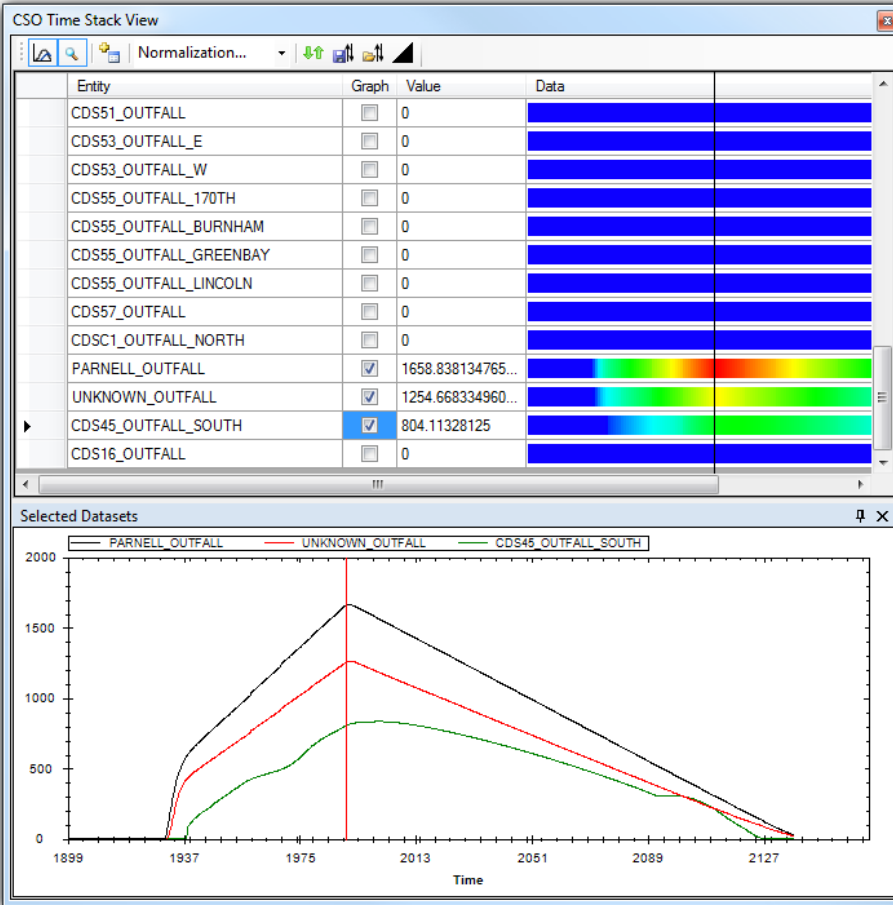 CSO Time Stack View
Normalization...
Entity Graph Value Data
CDS51_OUTFALL 0
CDS53_OUTFALL_E 0
CDS53_OUTFALL_W 0
CDS55_OUTFALL_170TH 0
CDS55_OUTFALL_BURNHAM 0
CDS55_OUTFALL_GREENBAY 0
CDS55_OUTFALL_LINCOLN 0
CDS57_OUTFALL 0
CDSC1_OUTFALL_NORTH 0
PARNELL_OUTFALL 1658.838134765...
UNKNOWN_OUTFALL 1254.668334960...
CDS45_OUTFALL_SOUTH 804.11328125
CDS16_OUTFALL 0
Selected Datasets
PARNELL_OUTFALL UNKNOWN_OUTFALL CDS45_OUTFALL_SOUTH
2000
1500
1000
500
0
1899 1937 1975 2013 2051 2089 2127
Time